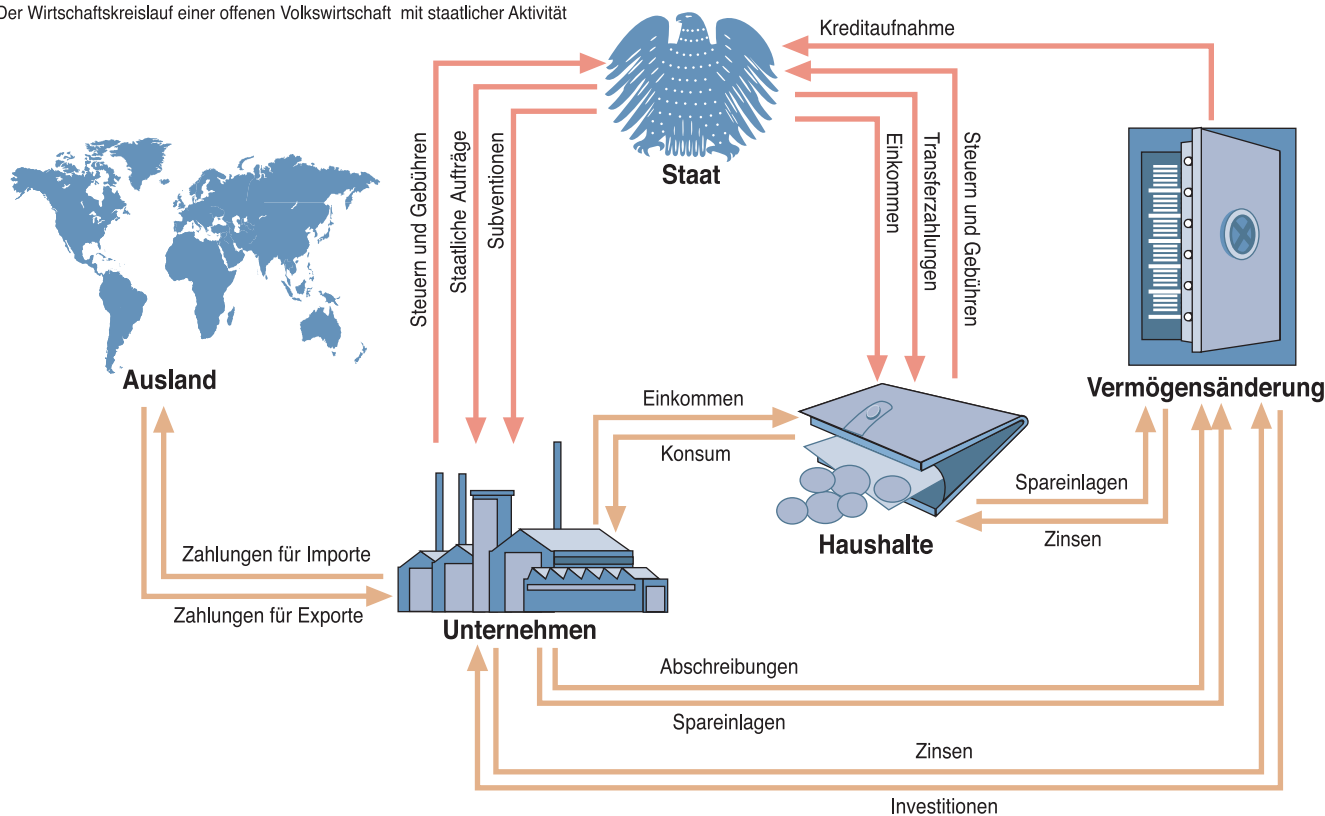 Der Wirtschaftskreislauf einer offenen Volkswirtschaft mit staatlicher Aktivität
Kreditaufnahme
Steuern und Gebühren
Staatliche Aufträge
Subventionen
Staat
Einkommen
Transferzahlungen
Steuern und Gebühren
Ausland
Vermögensänderung
Einkommen
Konsum
Spareinlagen
Zinsen
Haushalte
Zahlungen für Importe
Zahlungen für Exporte
Unternehmen
Abschreibungen
Spareinlagen
Zinsen
Investitionen